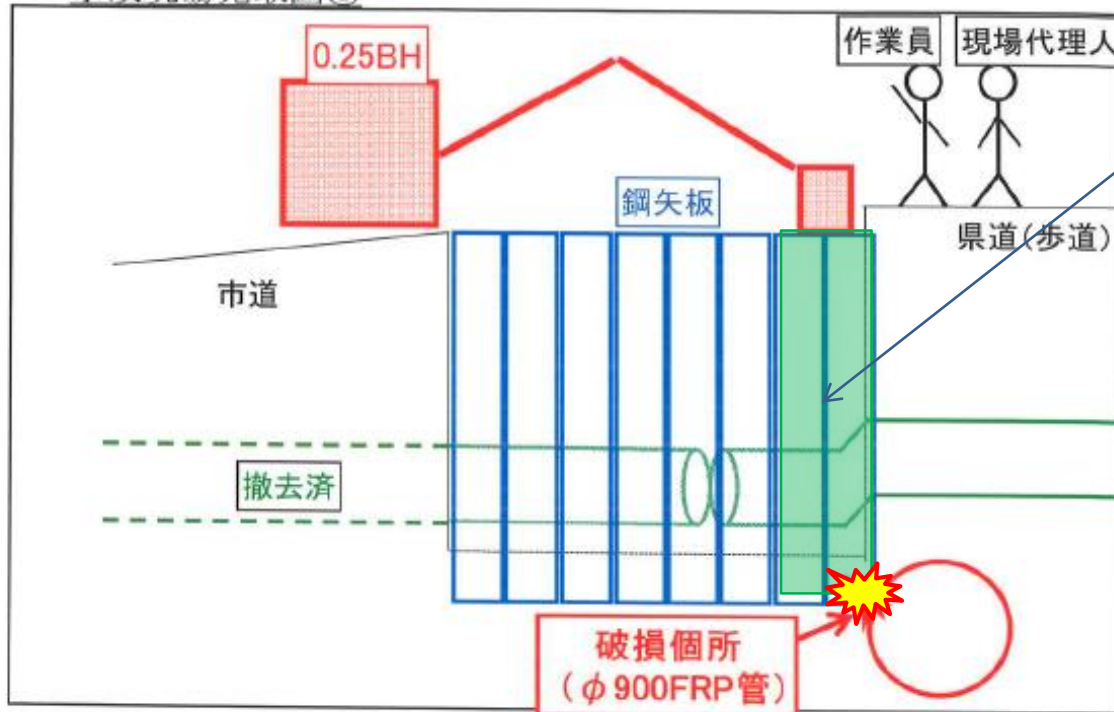 0.25BH
作業員
現場代理人
鋼矢板
県道(歩道)
市道
撤去済
破損個所
(φ900FRP管)